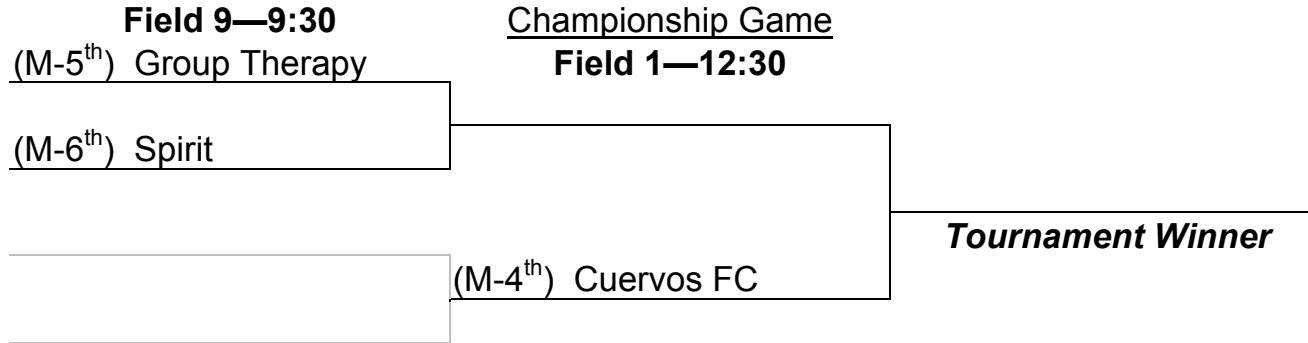 Field 9—9:30 Championship Game
(M-5th) Group Therapy Field 1—12:30
(M-6th) Spirit
Tournament Winner
(M-4th) Cuervos FC